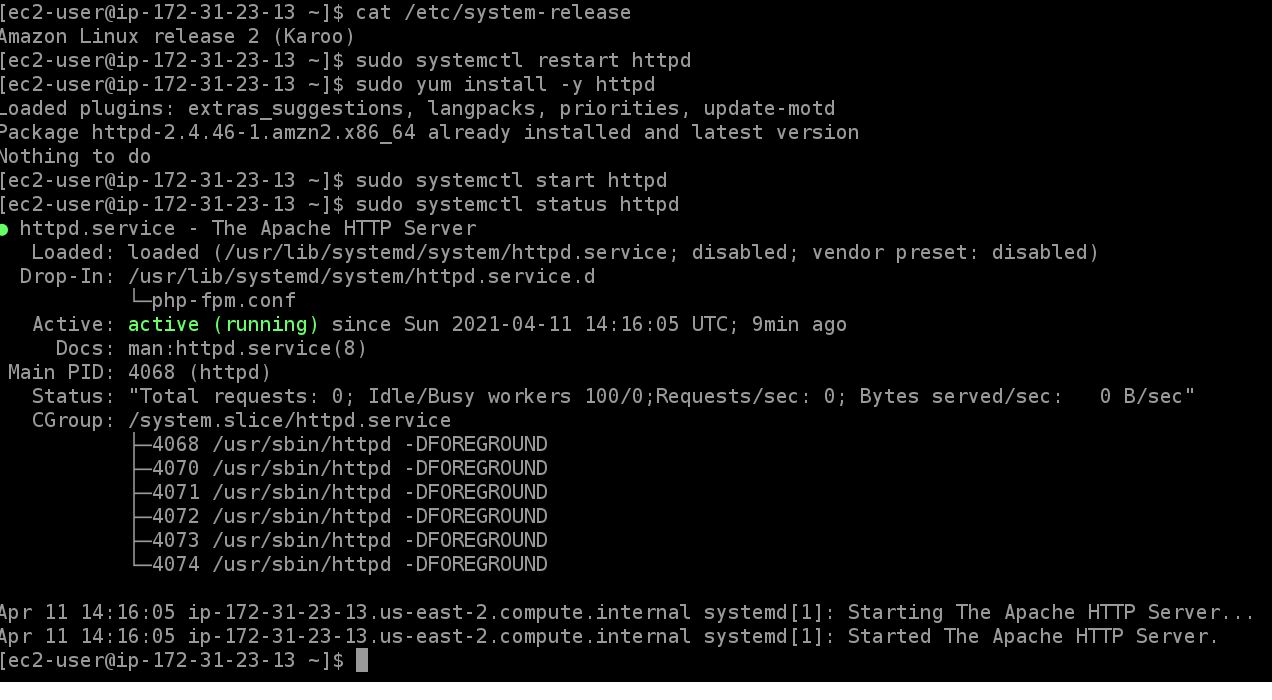 [ec2-user@ip-172-31-23-13 ~]$ cat /etc/system-release
Amazon Linux release 2 (Karoo)
[ec2-user@ip-172-31-23-13 ~]$ sudo systemctl restart httpd
[ec2-user@ip-172-31-23-13 ~]$ sudo yum install -y httpd
Loaded plugins: extras_suggestions, langpacks, priorities, update-motd
Package httpd-2.4.46-1.amzn2.x86_64 already installed and latest version
Nothing to do
[ec2-user@ip-172-31-23-13 ~]$ sudo systemctl start httpd
[ec2-user@ip-172-31-23-13 ~]$ sudo systemctl status httpd
● httpd.service - The Apache HTTP Server
   Loaded: loaded (/usr/lib/systemd/system/httpd.service; disabled; vendor preset: disabled)
  Drop-In: /usr/lib/systemd/system/httpd.service.d
           └─php-fpm.conf
   Active: active (running) since Sun 2021-04-11 14:16:05 UTC; 9min ago
     Docs: man:httpd.service(8)
 Main PID: 4068 (httpd)
   Status: "Total requests: 0; Idle/Busy workers 100/0;Requests/sec: 0; Bytes served/sec:   0 B/sec"
   CGroup: /system.slice/httpd.service
           ├─4068 /usr/sbin/httpd -DFOREGROUND
           ├─4070 /usr/sbin/httpd -DFOREGROUND
           ├─4071 /usr/sbin/httpd -DFOREGROUND
           ├─4072 /usr/sbin/httpd -DFOREGROUND
           ├─4073 /usr/sbin/httpd -DFOREGROUND
           └─4074 /usr/sbin/httpd -DFOREGROUND

Apr 11 14:16:05 ip-172-31-23-13.us-east-2.compute.internal systemd[1]: Starting The Apache HTTP Server...
Apr 11 14:16:05 ip-172-31-23-13.us-east-2.compute.internal systemd[1]: Started The Apache HTTP Server.
[ec2-user@ip-172-31-23-13 ~]$